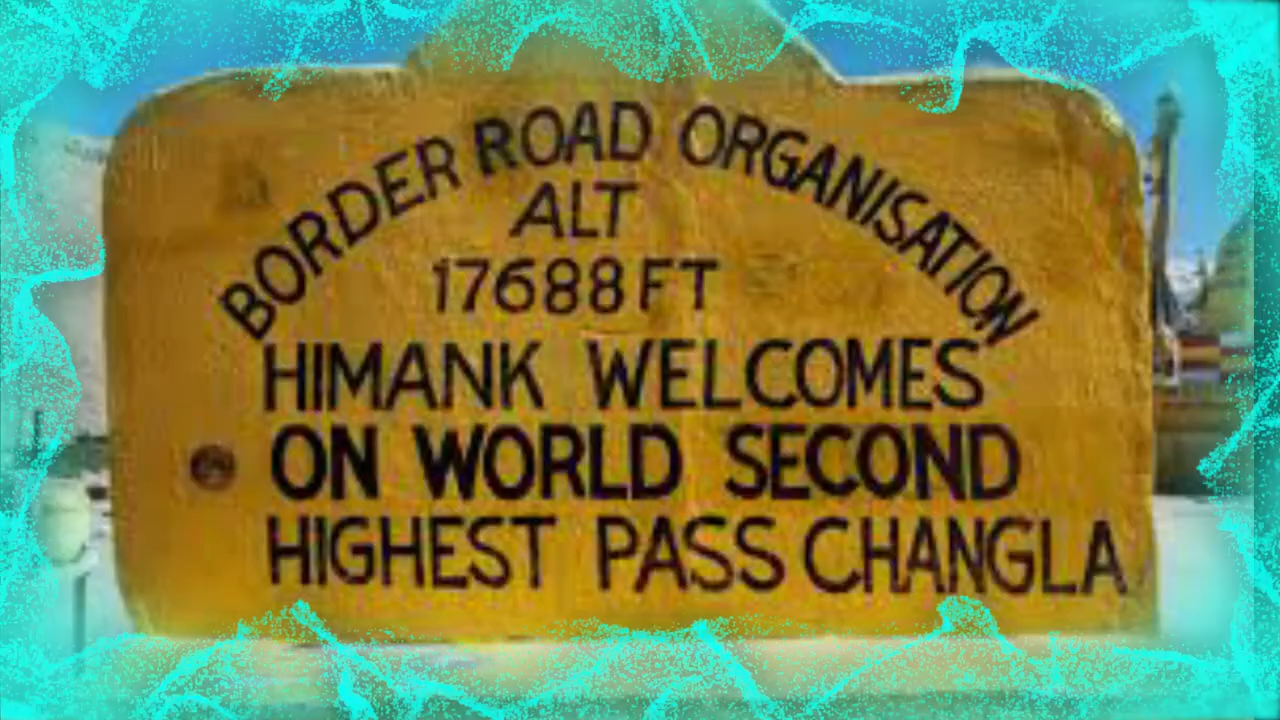 BORDER ROAD ORGANISATION
ALT
17688 FT
HIMANK WELCOMES
ON WORLD SECOND
HIGHEST PASS CHANGLA